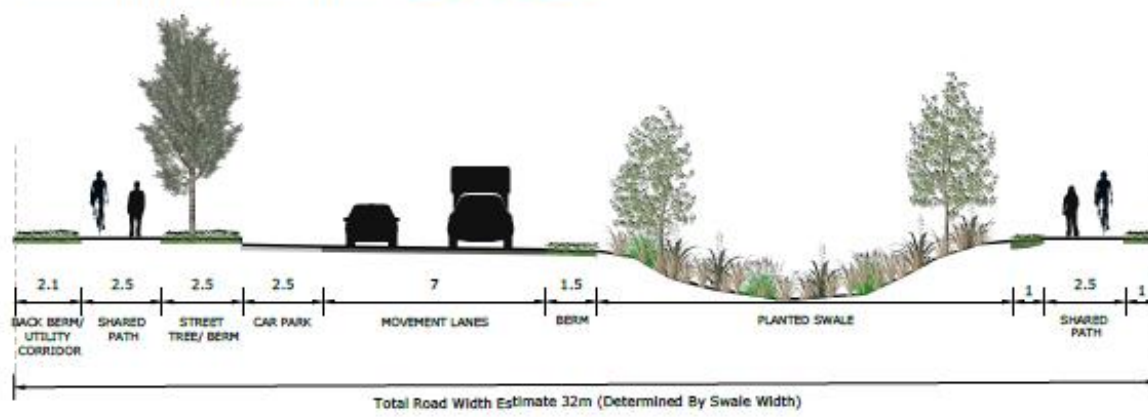 2.1 2.5 2.5 2.5 7 1.5 1 2.5 1
BACK BERM/ UTILITY CORRIDOR
SHARED PATH
STREET TREE/ BERM
CAR PARK
MOVEMENT LANES
BERM
PLANTED SWALE
SHARED PATH
Total Road Width Estimate 32m (Determined By Swale Width)